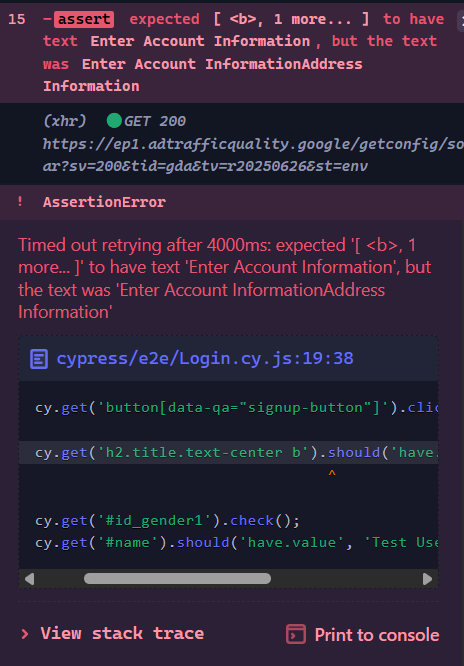 15 -assert expected [ <b>, 1 more... ] to have
text Enter Account Information, but the text
was Enter Account InformationAddress
Information
(xhr) GET 200
https://ep1.adtrafficquality.google/getconfig/so
ar?sv=200&tid=gda&tv=r20250626&st=env
! AssertionError
Timed out retrying after 4000ms: expected '[ <b>, 1
more... ]' to have text 'Enter Account Information', but
the text was 'Enter Account InformationAddress
Information'
cypress/e2e/Login.cy.js:19:38
cy.get('button[data-qa="signup-button"]').clic
cy.get('h2.title.text-center b').should('have.
^
cy.get('#id_gender1').check();
cy.get('#name').should('have.value', 'Test Use
> View stack trace
Print to console